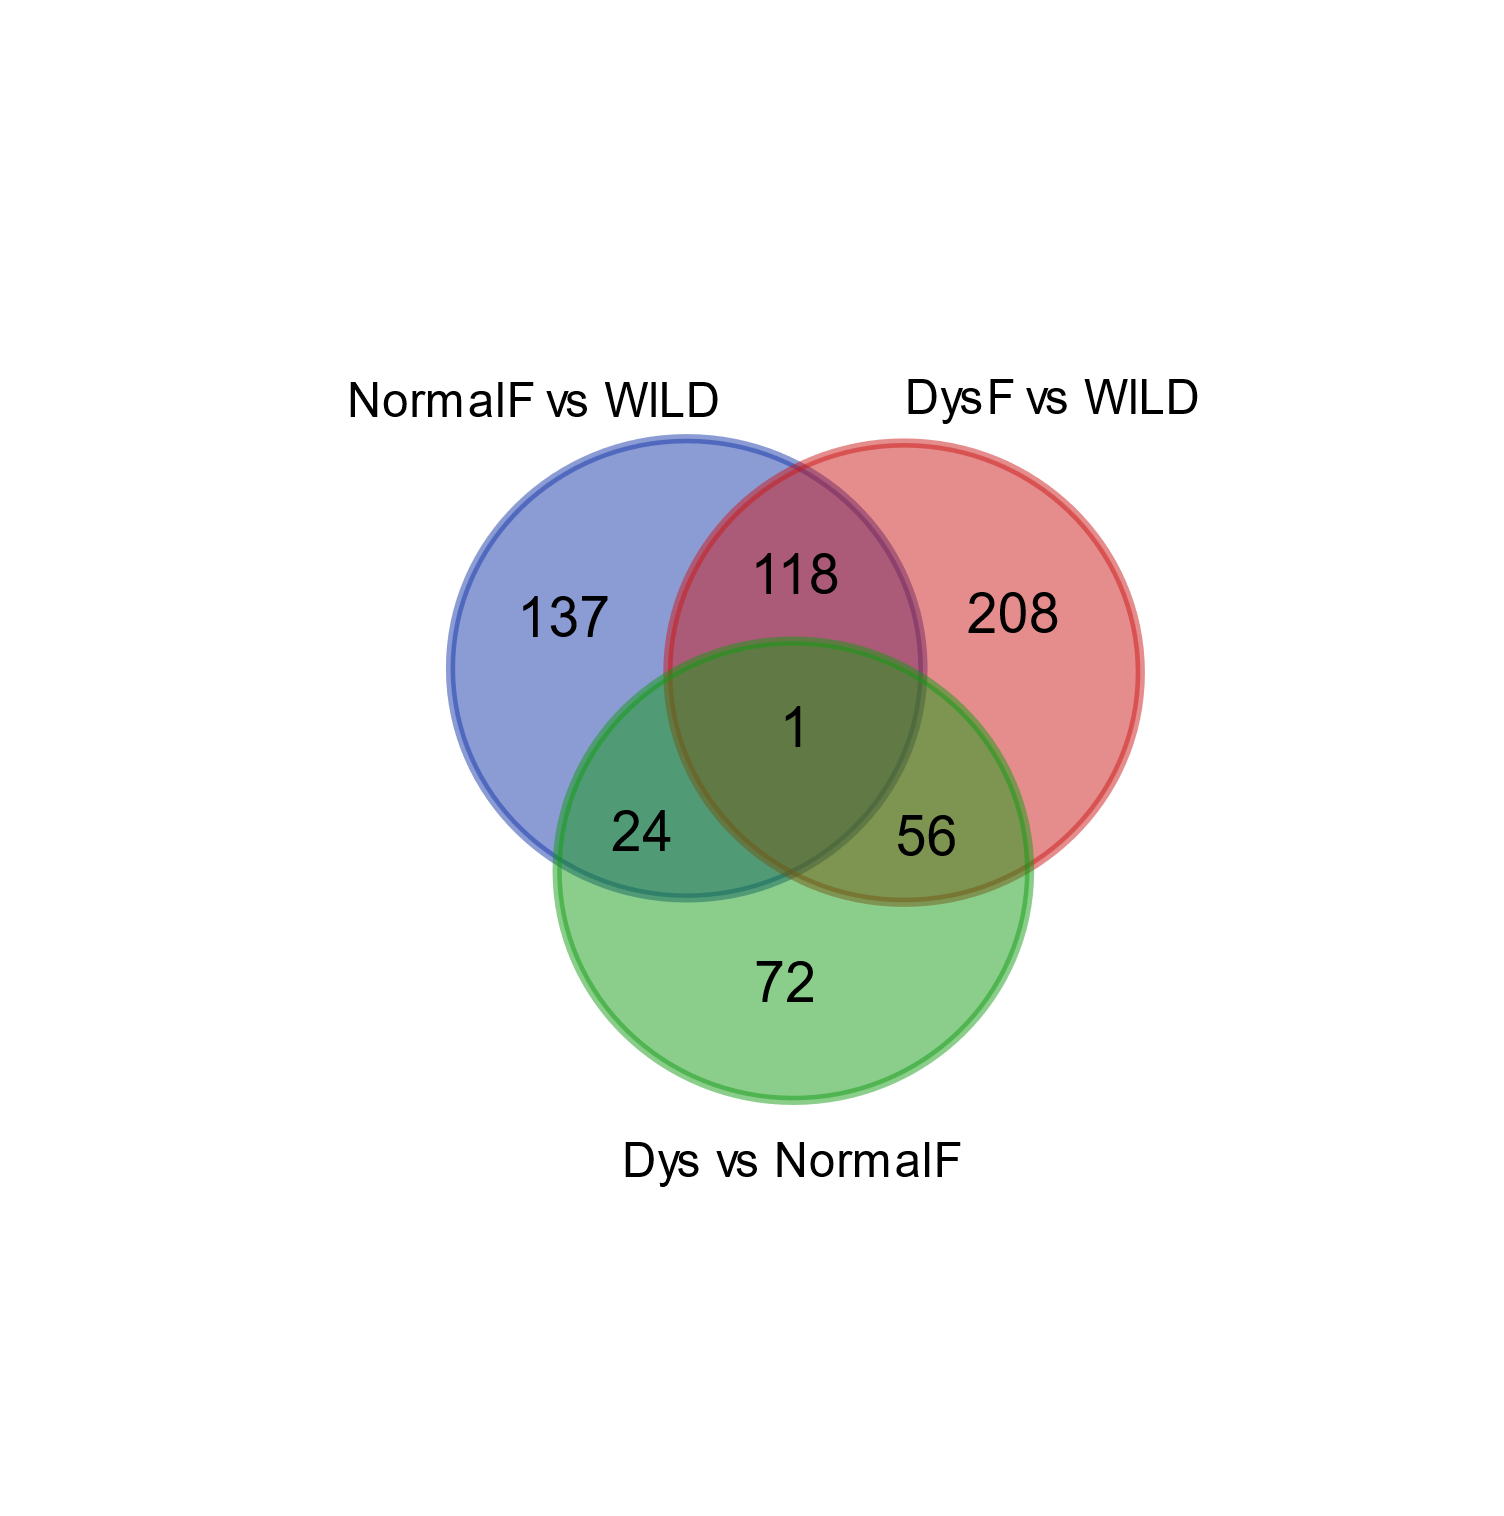 NormalF vs WILD
DysF vs WILD
118
137
208
1
24
56
72
Dys vs NormalF